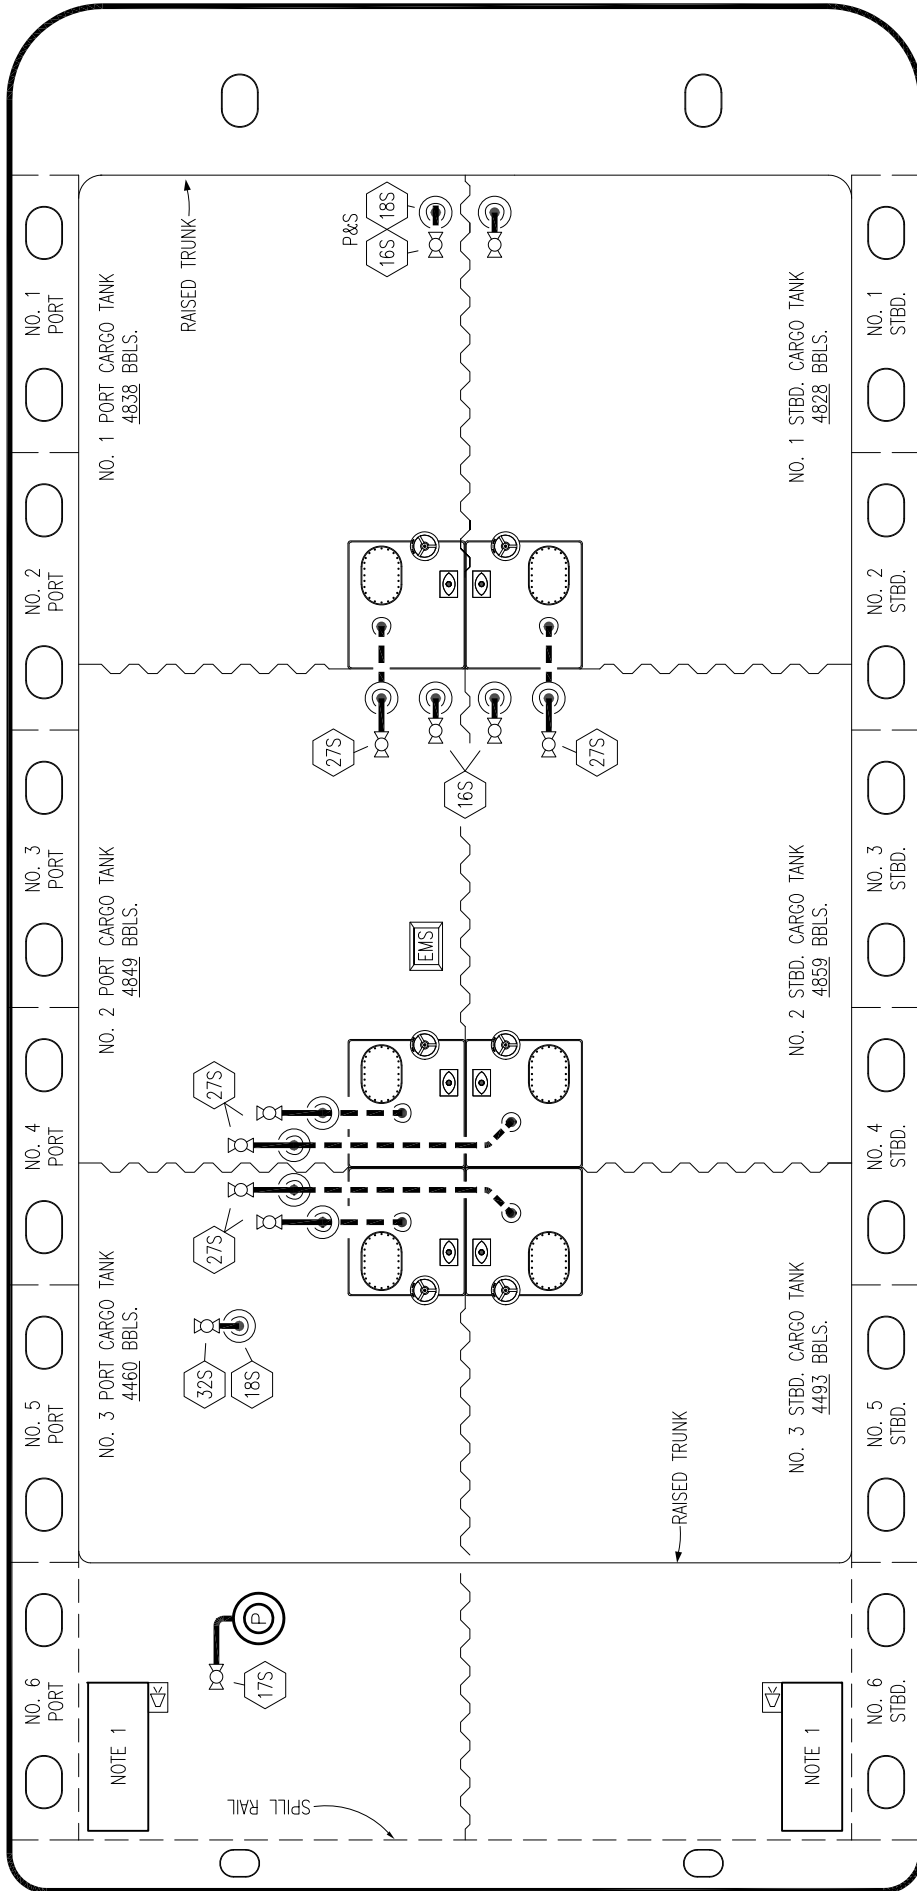 NO. 1
PORT
NO. 2
PORT
NO. 3
PORT
NO. 4
PORT
NO. 5
PORT
NO. 6
PORT
RAISED TRUNK
NO. 1 PORT CARGO TANK
4838 BBLS.
P&S
16S
18S
27S
16S
27S
NO. 2 PORT CARGO TANK
4849 BBLS.
EMS
27S
27S
NO. 3 PORT CARGO TANK
4460 BBLS.
32S
18S
P
17S
NOTE 1
SPILL RAIL
NO. 1 STBD. CARGO TANK
4828 BBLS.
NO. 2 STBD. CARGO TANK
4859 BBLS.
NO. 3 STBD. CARGO TANK
4493 BBLS.
RAISED TRUNK
NOTE 1
NO. 1
STBD.
NO. 2
STBD.
NO. 3
STBD.
NO. 4
STBD.
NO. 5
STBD.
NO. 6
STBD.